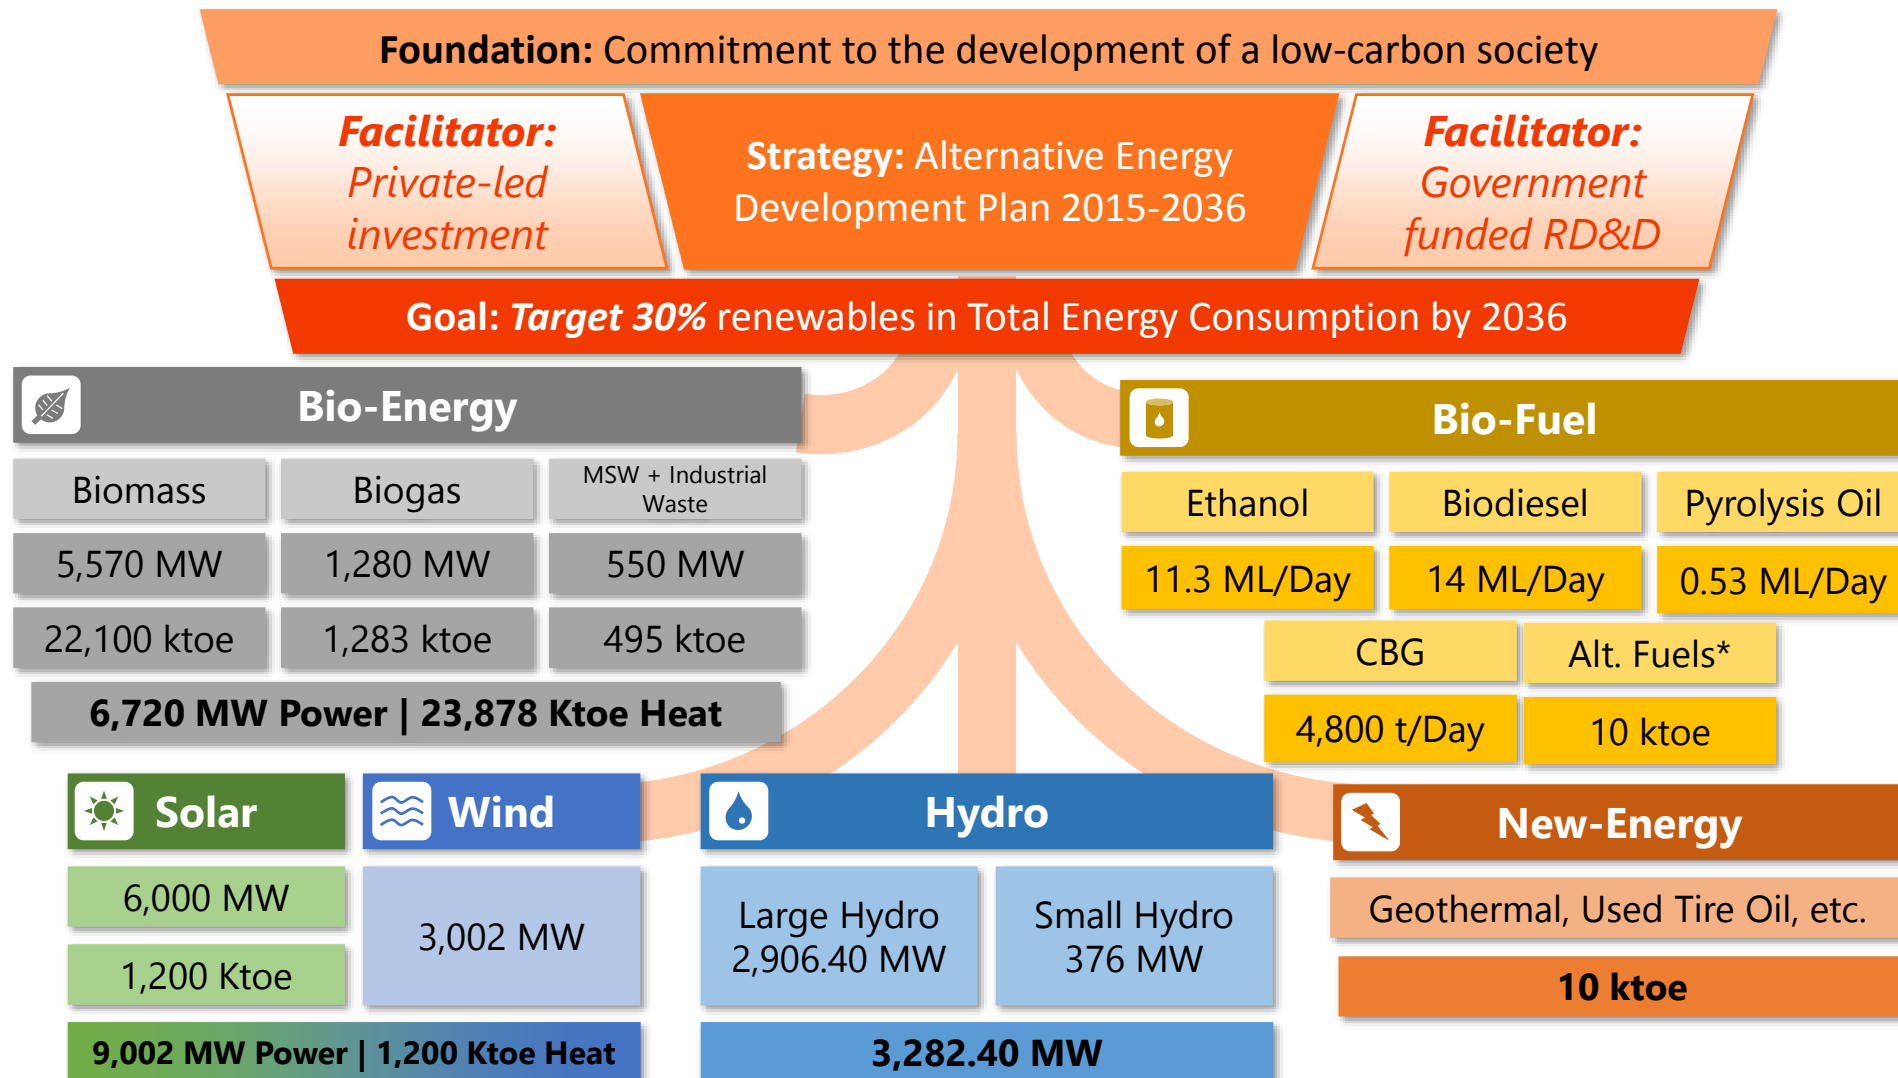 Foundation: Commitment to the development of a low-carbon society
Facilitator:
Private-led
investment
Strategy: Alternative Energy
Development Plan 2015-2036
Facilitator:
Government
funded RD&D
Goal: Target 30% renewables in Total Energy Consumption by 2036
Bio-Energy
Biomass
Biogas
MSW + Industrial
Waste
5,570 MW
1,280 MW
550 MW
22,100 ktoe
1,283 ktoe
495 ktoe
6,720 MW Power | 23,878 Ktoe Heat
Bio-Fuel
Ethanol
Biodiesel
Pyrolysis Oil
11.3 ML/Day
14 ML/Day
0.53 ML/Day
CBG
Alt. Fuels*
4,800 t/Day
10 ktoe
Solar
6,000 MW
1,200 Ktoe
Wind
3,002 MW
9,002 MW Power | 1,200 Ktoe Heat
Hydro
Large Hydro
2,906.40 MW
Small Hydro
376 MW
3,282.40 MW
New-Energy
Geothermal, Used Tire Oil, etc.
10 ktoe